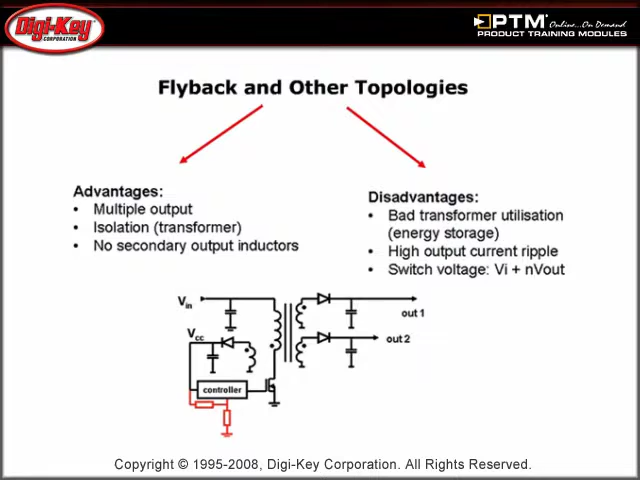 Digi-Key
CORPORATION
PTM
Online...On Demand
PRODUCT TRAINING MODULES
Flyback and Other Topologies
Advantages:
• Multiple output
• Isolation (transformer)
• No secondary output inductors
Disadvantages:
• Bad transformer utilisation
(energy storage)
• High output current ripple
• Switch voltage: Vi + nVout
Vin
out 1
Vcc
out 2
controller
Copyright © 1995-2008, Digi-Key Corporation. All Rights Reserved.